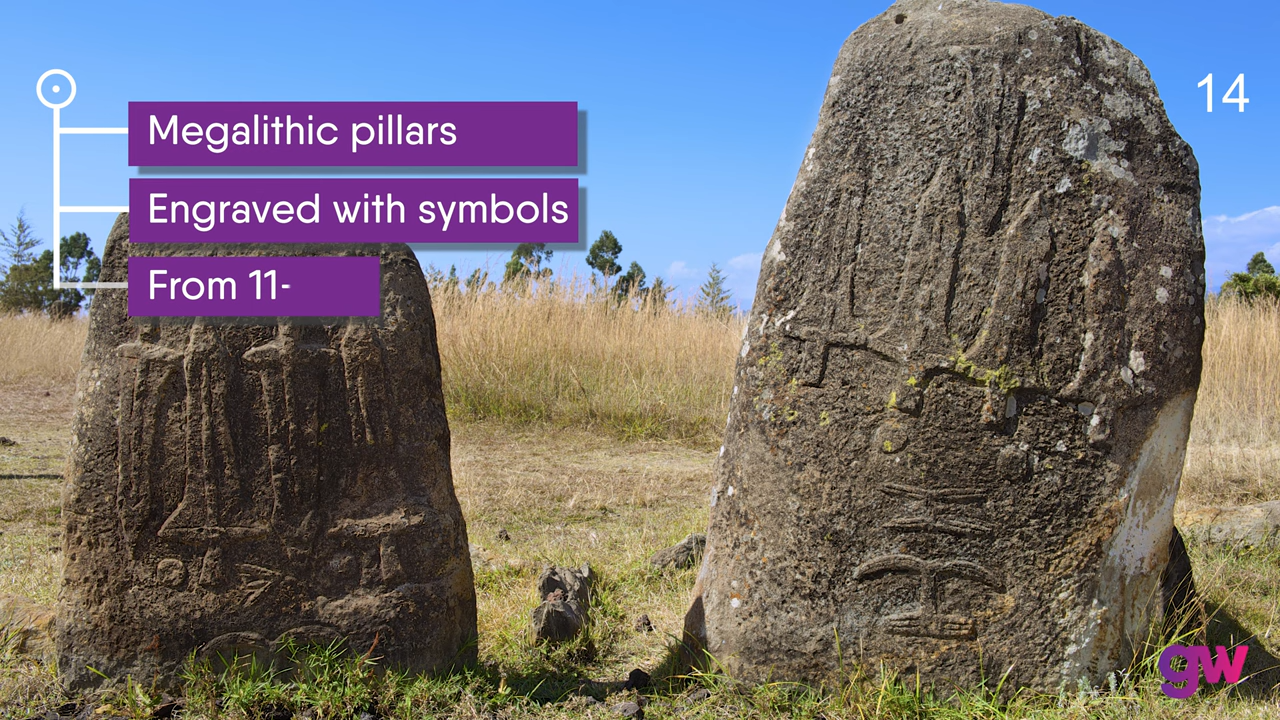 14
Megalithic pillars
Engraved with symbols
From 11-
gw